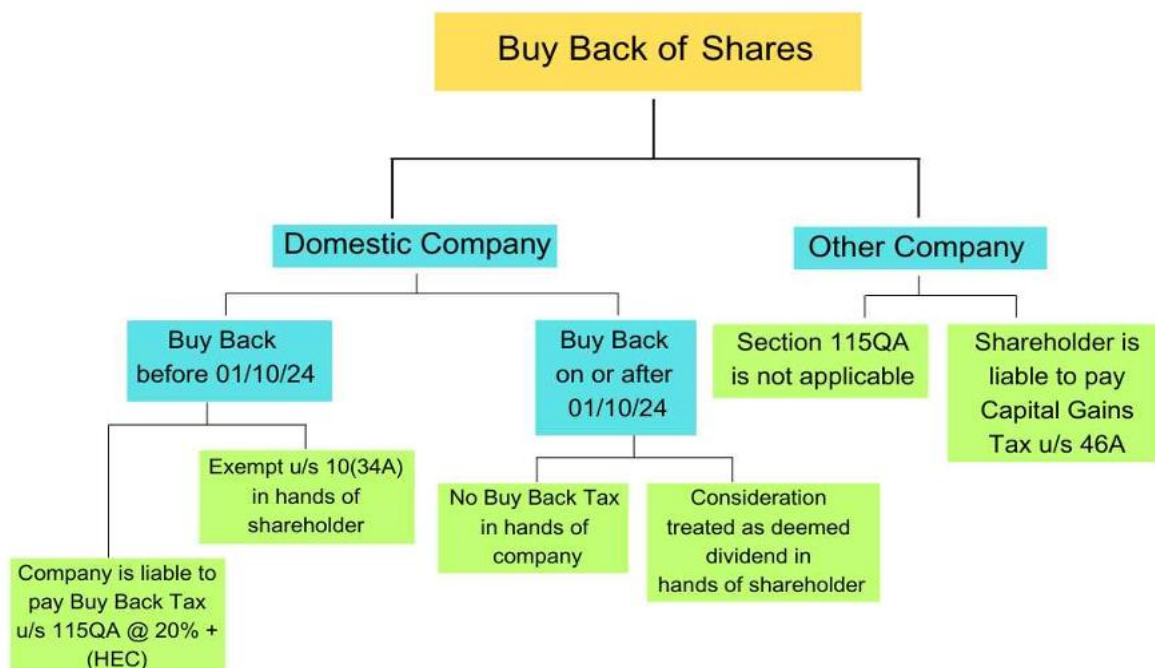 Buy Back of Shares
Domestic Company
Other Company
Buy Back
before 01/10/24
Buy Back
on or after
01/10/24
Section 115QA
is not applicable
Shareholder is
liable to pay
Capital Gains
Tax u/s 46A
Exempt u/s 10(34A)
in hands of
shareholder
Company is liable to
pay Buy Back Tax
u/s 115QA @ 20% +
(HEC)
No Buy Back Tax
in hands of
company
Consideration
treated as deemed
dividend in
hands of shareholder